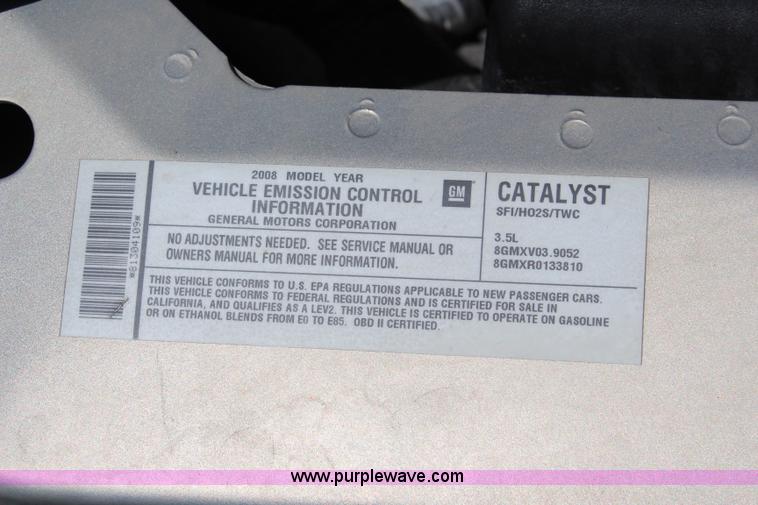 2008 MODEL YEAR
VEHICLE EMISSION CONTROL
INFORMATION
GENERAL MOTORS CORPORATION
GM
CATALYST
SFI/HO2S/TWC
3.5L
8GMXV03.9052
8GMXR0133810
NO ADJUSTMENTS NEEDED. SEE SERVICE MANUAL OR
OWNERS MANUAL FOR MORE INFORMATION.
THIS VEHICLE CONFORMS TO U.S. EPA REGULATIONS APPLICABLE TO NEW PASSENGER CARS.
THIS VEHICLE CONFORMS TO FEDERAL REGULATIONS AND IS CERTIFIED FOR SALE IN
CALIFORNIA, AND QUALIFIES AS A LEV2. THIS VEHICLE IS CERTIFIED TO OPERATE ON GASOLINE
OR ON ETHANOL BLENDS FROM E0 TO E85. OBD II CERTIFIED.
*81304109*
www.purplewave.com